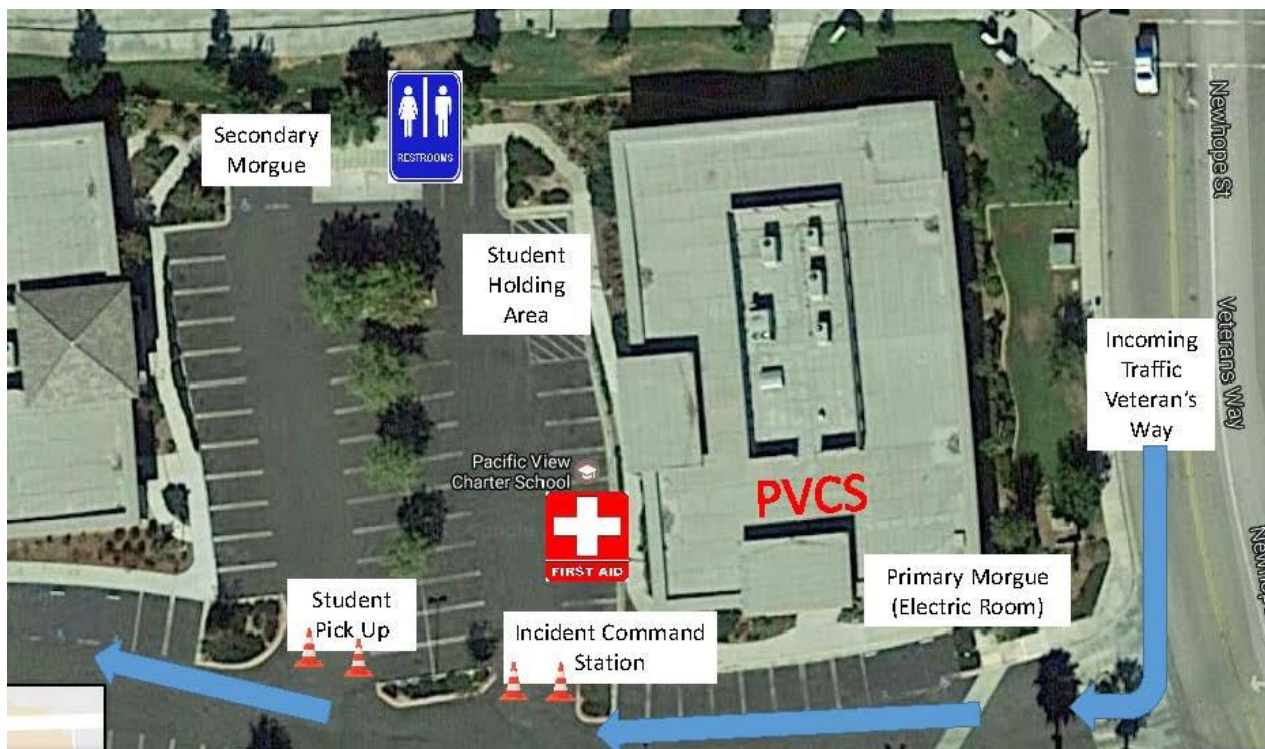 Secondary
Morgue
RESTROOMS
Newhope St
Student
Holding
Area
Incoming
Traffic
Veteran's
Way
Veterans Way
Pacific View
Charter School
PVCS
FIRST AID
Student
Pick Up
Incident Command
Station
Primary Morgue
(Electric Room)